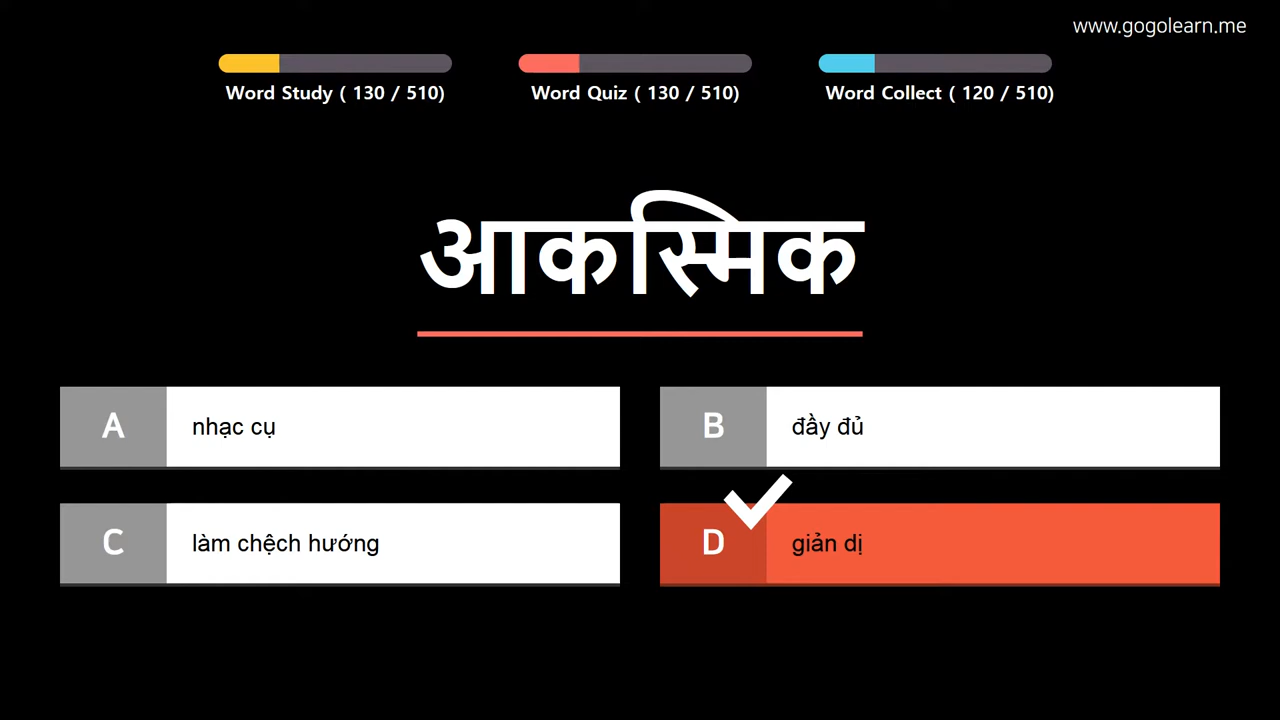 www.gogolearn.me
Word Study ( 130 / 510)
Word Quiz ( 130 / 510)
Word Collect ( 120 / 510)
आकस्मिक
A nhạc cụ
B đầy đủ
C làm chệch hướng
D giản dị